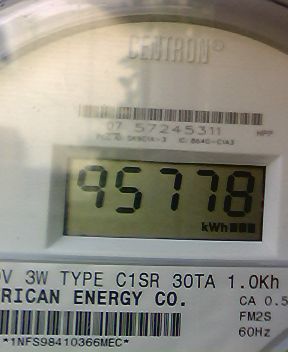 CENTRON®
07 57245311
HPP
95778
kWh
V 3W TYPE C1SR 30TA 1.0Kh
RICAN ENERGY CO.
CA 0.5
FM2S
60Hz
*1NFS98410366MEC*